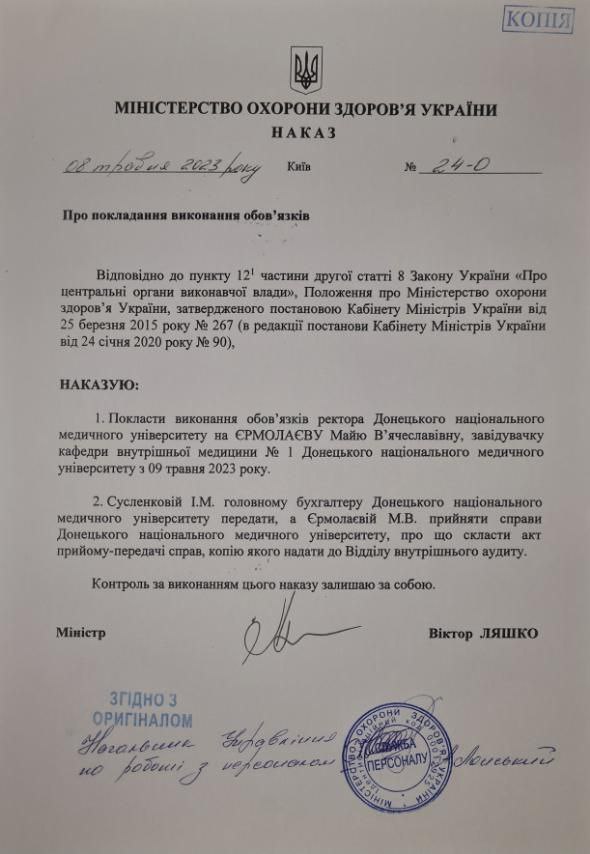 КОПІЯ
МІНІСТЕРСТВО ОХОРОНИ ЗДОРОВ'Я УКРАЇНИ
НАКАЗ
08 травня 2023 року Київ № 24-О
Про покладання виконання обов'язків
Відповідно до пункту 12¹ частини другої статті 8 Закону України «Про
центральні органи виконавчої влади», Положення про Міністерство охорони
здоров'я України, затвердженого постановою Кабінету Міністрів України від
25 березня 2015 року № 267 (в редакції постанови Кабінету Міністрів України
від 24 січня 2020 року № 90),
НАКАЗУЮ:
1. Покласти виконання обов'язків ректора Донецького національного
медичного університету на ЄРМОЛАЄВУ Майю В'ячеславівну, завідувачку
кафедри внутрішньої медицини № 1 Донецького національного медичного
університету з 09 травня 2023 року.
2. Сусленковій І.М. головному бухгалтеру Донецького національного
медичного університету передати, а Єрмолаєвій М.В. прийняти справи
Донецького національного медичного університету, про що скласти акт
прийому-передачі справ, копію якого надати до Відділу внутрішнього аудиту.
Контроль за виконанням цього наказу залишаю за собою.
Міністр Віктор ЛЯШКО
ЗГІДНО З
ОРИГІНАЛОМ
Начальник Управління
по роботі з персоналом
МІНІСТЕРСТВО ОХОРОНИ ЗДОРОВ'Я УКРАЇНИ
СЛУЖБА
ПЕРСОНАЛУ